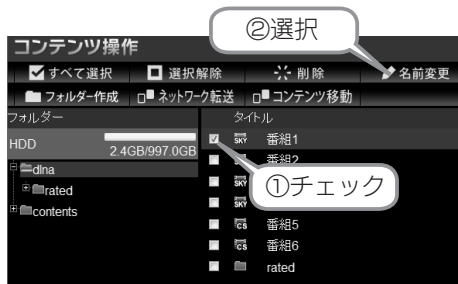 コンテンツ操作
②選択
すべて選択 選択解除 削除 名前変更
フォルダー作成 ネットワーク転送 コンテンツ移動
フォルダー タイトル
HDD 2.4GB/997.0GB
dlna
rated
contents
SKY 番組1
番組2
①チェック
SKY
SKY
CS 番組5
CS 番組6
rated